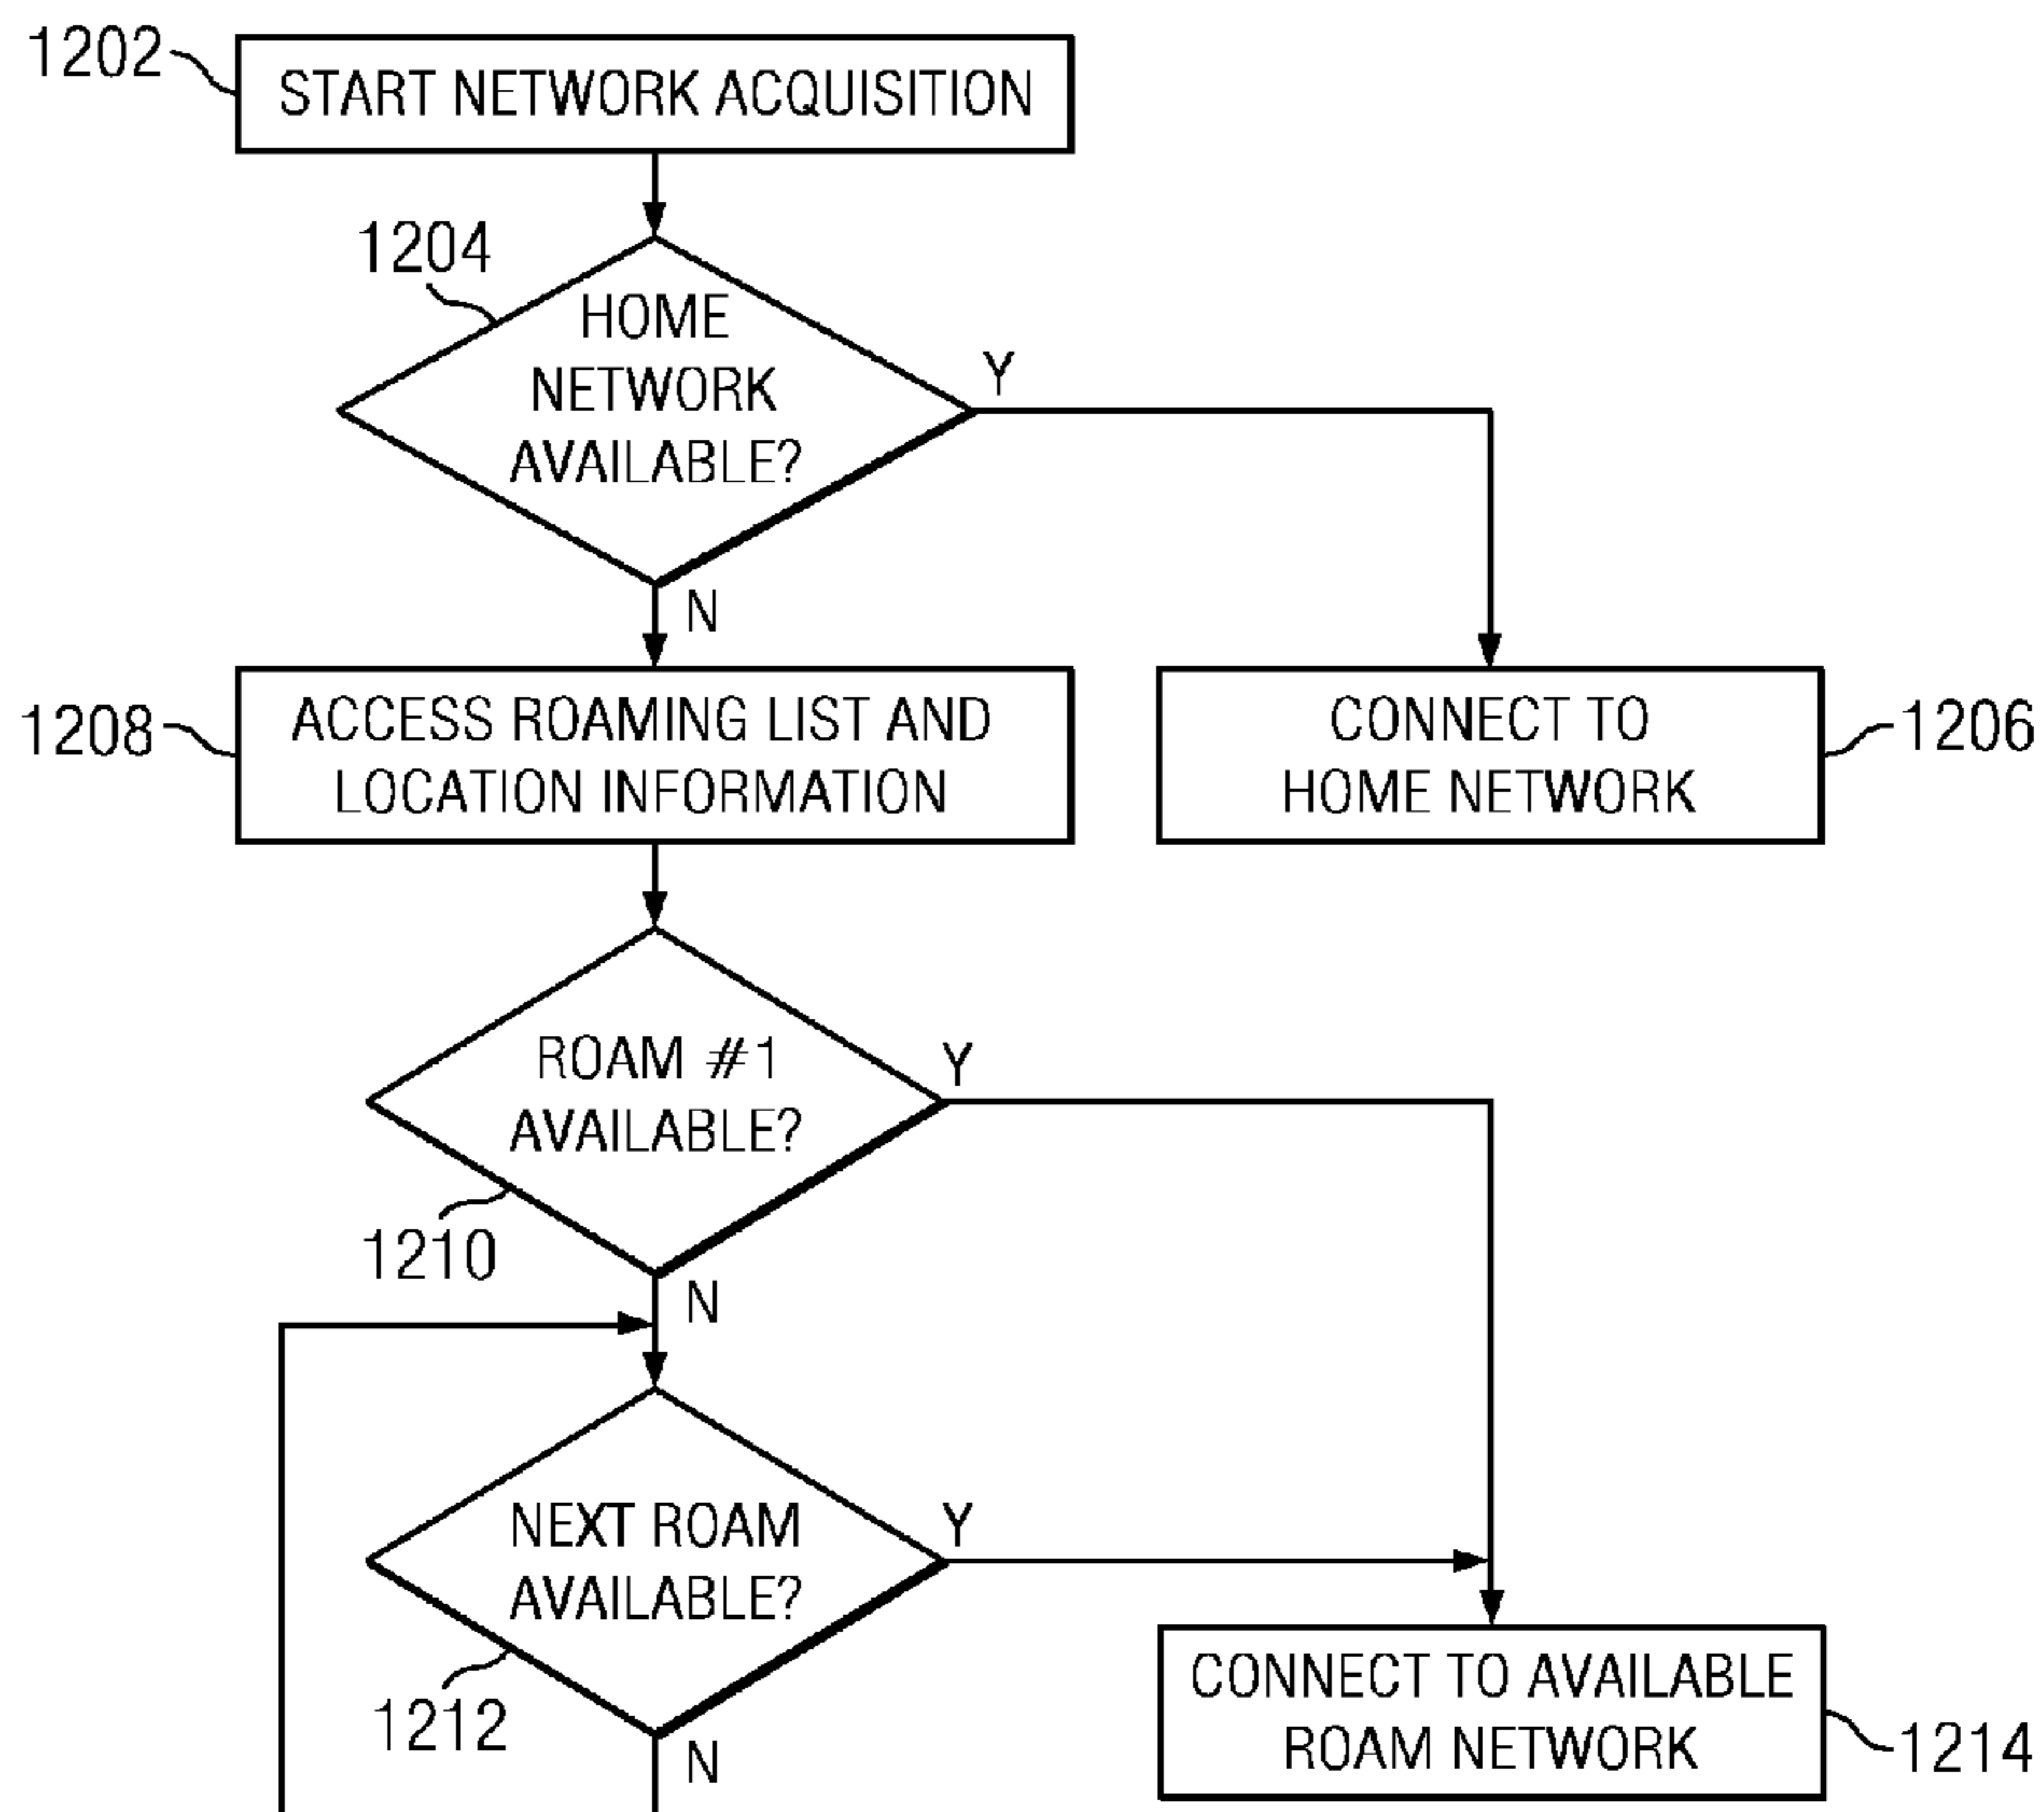 1202
START NETWORK ACQUISITION
1204
HOME
NETWORK
AVAILABLE?
Y
N
1208
ACCESS ROAMING LIST AND
LOCATION INFORMATION
CONNECT TO
HOME NETWORK
1206
ROAM #1
AVAILABLE?
Y
1210
N
NEXT ROAM
AVAILABLE?
Y
1212
N
CONNECT TO AVAILABLE
ROAM NETWORK
1214